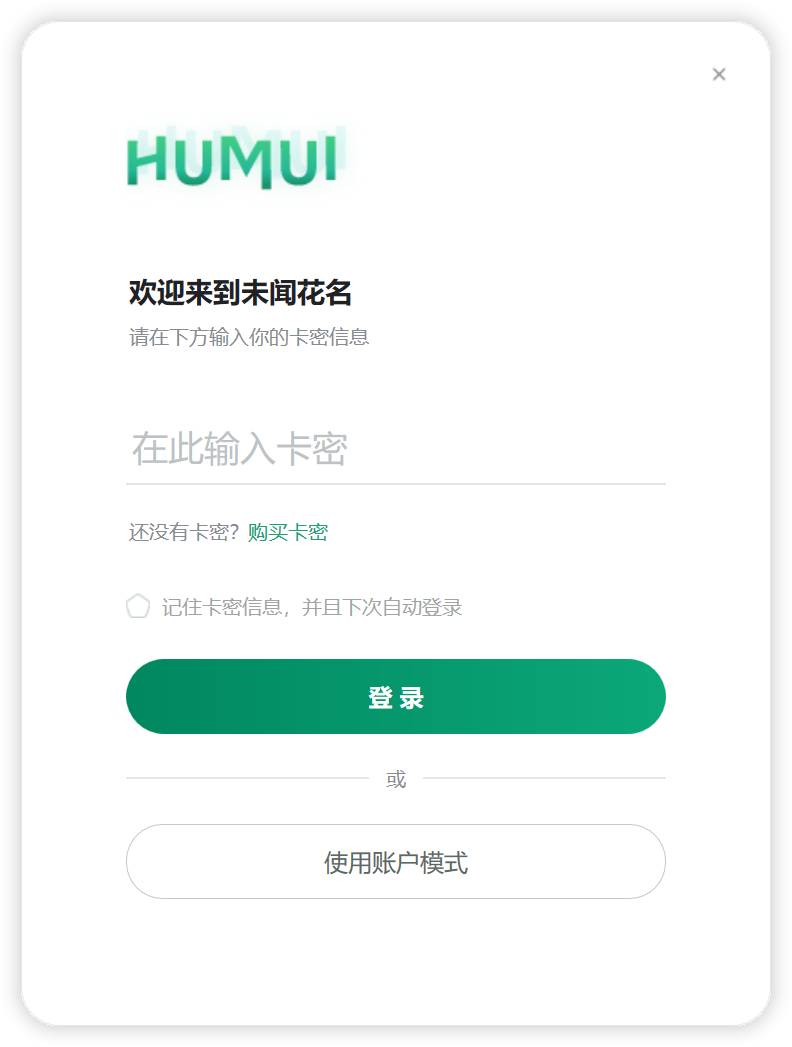 HUMUI
欢迎来到未闻花名
请在下方输入你的卡密信息
在此输入卡密
还没有卡密？购买卡密
记住卡密信息，并且下次自动登录
登 录
或
使用账户模式